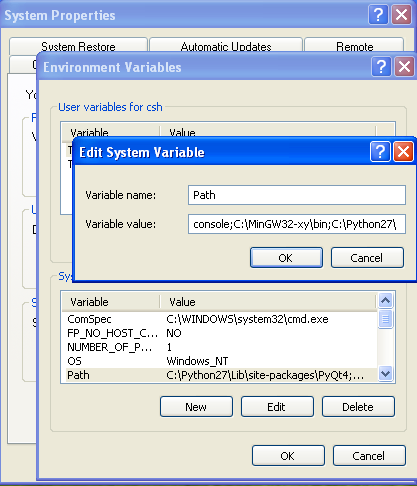 System Properties
System Restore Automatic Updates Remote
Environment Variables
User variables for csh
Variable Value
Edit System Variable
Variable name: Path
Variable value: console;C:\MinGW32-xy\bin;C:\Python27\
OK Cancel
Variable Value
ComSpec C:\WINDOWS\system32\cmd.exe
FP_NO_HOST_C... NO
NUMBER_OF_P... 1
OS Windows_NT
Path C:\Python27\Lib\site-packages\PyQt4;...
New Edit Delete
OK Cancel